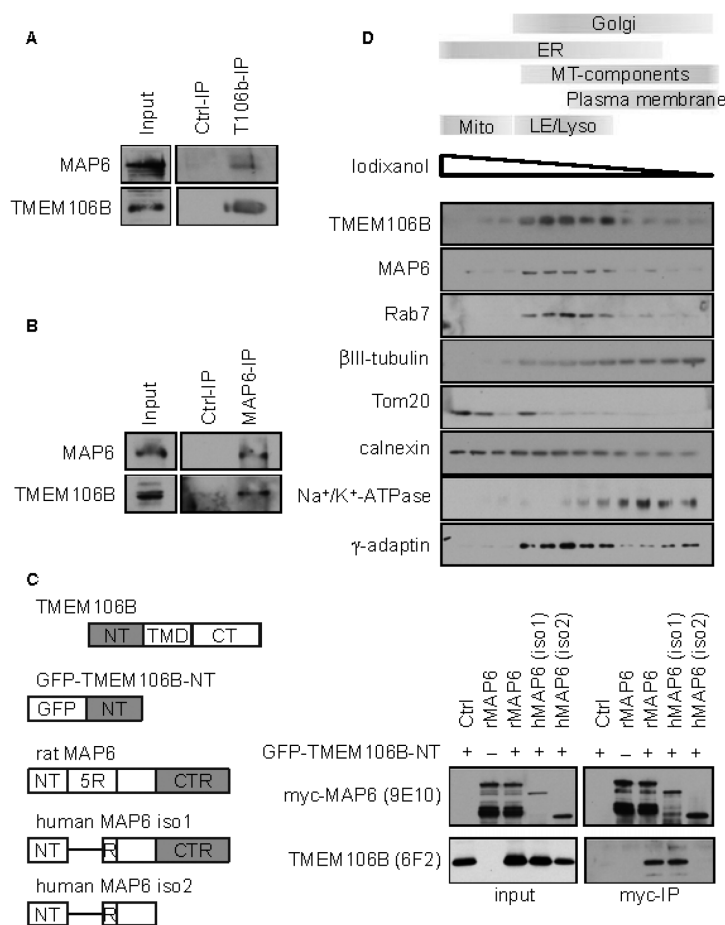 A
Input
Ctrl-IP
T106b-IP
MAP6
TMEM106B
B
Input
Ctrl-IP
MAP6-IP
MAP6
TMEM106B
D
Golgi
ER
MT-components
Plasma membrane
Mito
LE/Lyso
Iodixanol
TMEM106B
MAP6
Rab7
βIII-tubulin
Tom20
calnexin
Na⁺/K⁺-ATPase
γ-adaptin
C
TMEM106B
NT TMD CT
GFP-TMEM106B-NT
GFP NT
rat MAP6
NT 5R CTR
human MAP6 iso1
NT R CTR
human MAP6 iso2
NT R
Ctrl
rMAP6
rMAP6
hMAP6 (iso1)
hMAP6 (iso2)
Ctrl
rMAP6
rMAP6
hMAP6 (iso1)
hMAP6 (iso2)
GFP-TMEM106B-NT + – + + + + – + + +
myc-MAP6 (9E10)
TMEM106B (6F2)
input
myc-IP